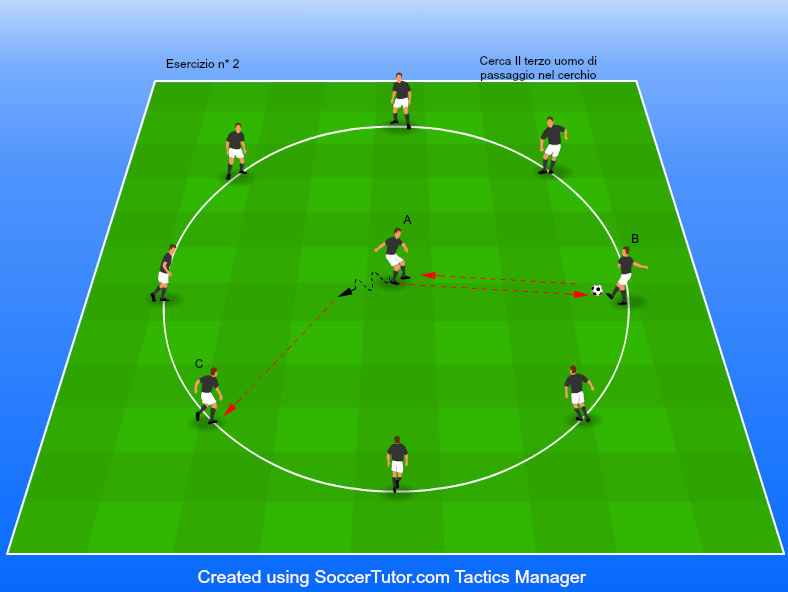 Esercizio n° 2
Cerca Il terzo uomo di
passaggio nel cerchio
A
B
C
Created using SoccerTutor.com Tactics Manager